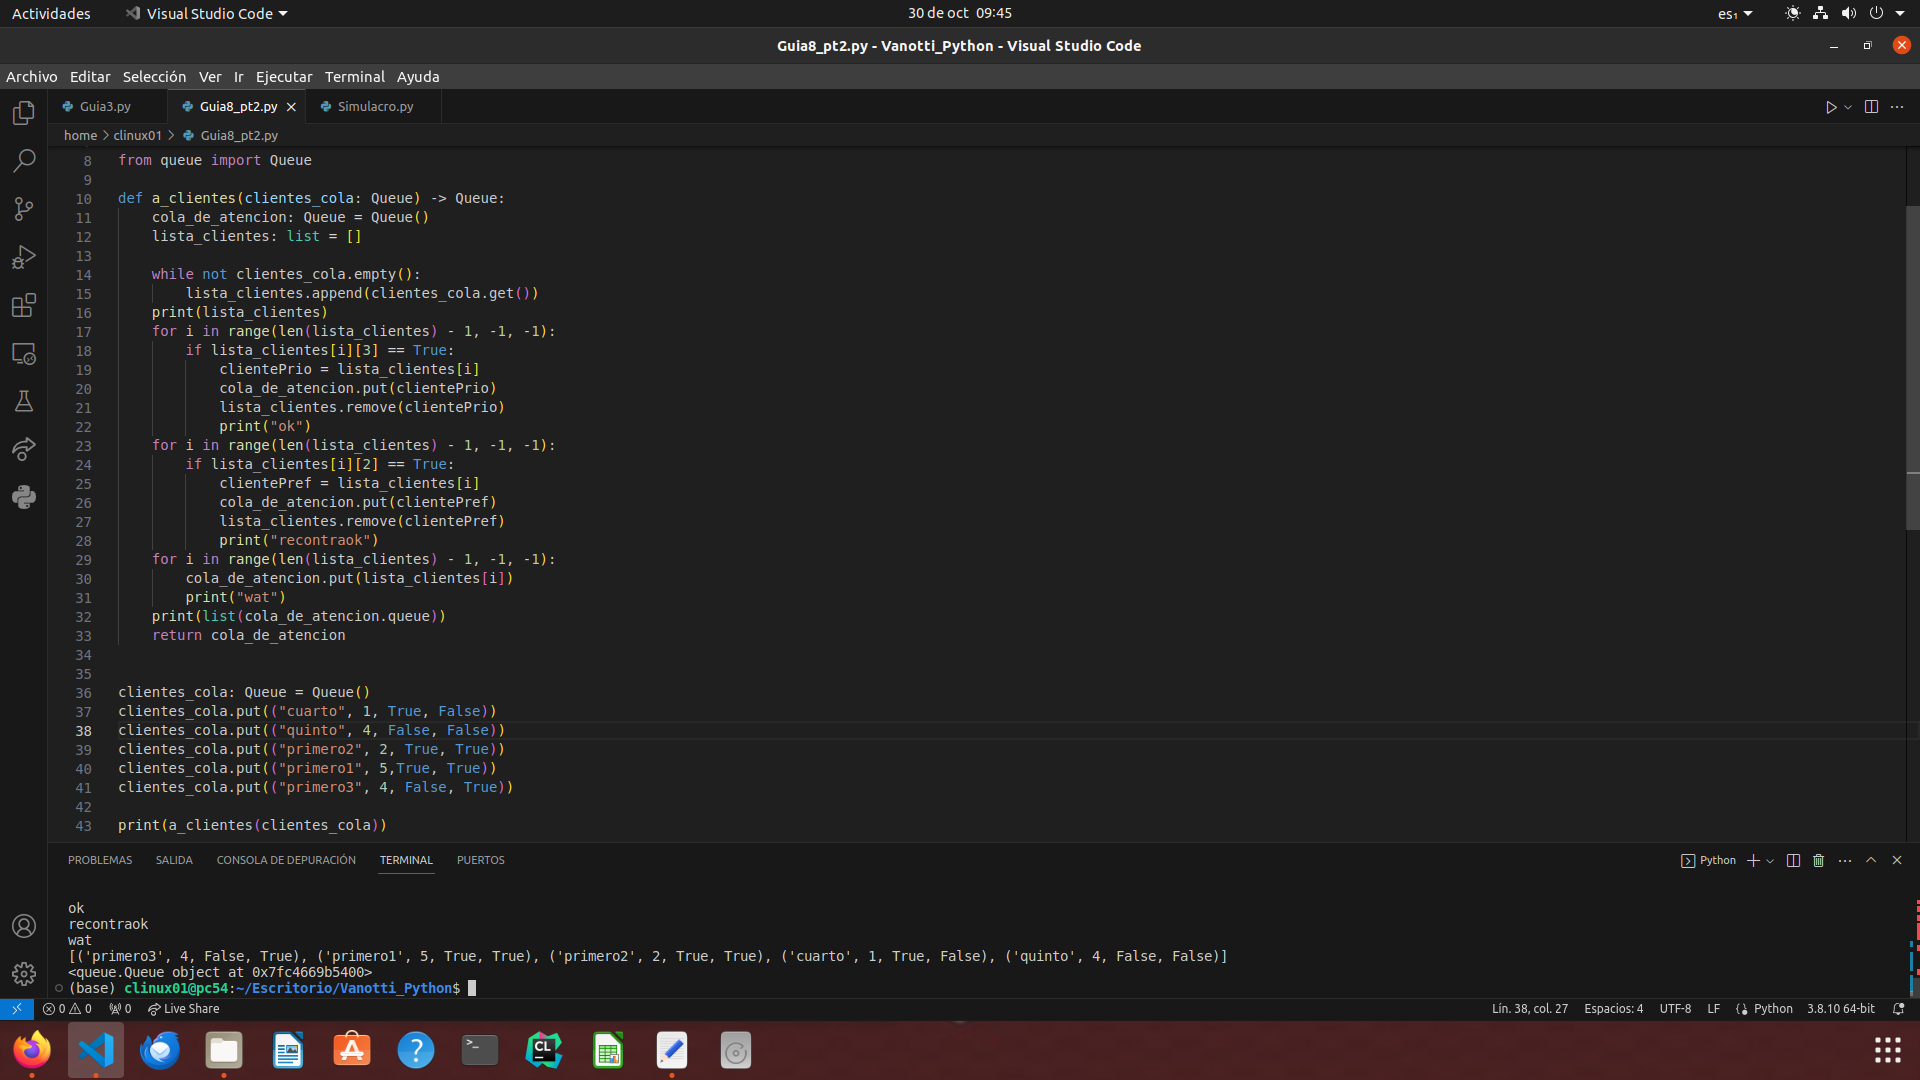 Actividades
Visual Studio Code
30 de oct  09:45
es₁
Guia8_pt2.py - Vanotti_Python - Visual Studio Code
Archivo Editar Selección Ver Ir Ejecutar Terminal Ayuda
Guia3.py
Guia8_pt2.py
Simulacro.py
home > clinux01 > Guia8_pt2.py
8 from queue import Queue
9
10 def a_clientes(clientes_cola: Queue) -> Queue:
11     cola_de_atencion: Queue = Queue()
12     lista_clientes: list = []
13
14     while not clientes_cola.empty():
15         lista_clientes.append(clientes_cola.get())
16     print(lista_clientes)
17     for i in range(len(lista_clientes) - 1, -1, -1):
18         if lista_clientes[i][3] == True:
19             clientePrio = lista_clientes[i]
20             cola_de_atencion.put(clientePrio)
21             lista_clientes.remove(clientePrio)
22             print("ok")
23     for i in range(len(lista_clientes) - 1, -1, -1):
24         if lista_clientes[i][2] == True:
25             clientePref = lista_clientes[i]
26             cola_de_atencion.put(clientePref)
27             lista_clientes.remove(clientePref)
28             print("recontraok")
29     for i in range(len(lista_clientes) - 1, -1, -1):
30         cola_de_atencion.put(lista_clientes[i])
31         print("wat")
32     print(list(cola_de_atencion.queue))
33     return cola_de_atencion
34
35
36 clientes_cola: Queue = Queue()
37 clientes_cola.put(("cuarto", 1, True, False))
38 clientes_cola.put(("quinto", 4, False, False))
39 clientes_cola.put(("primero2", 2, True, True))
40 clientes_cola.put(("primero1", 5,True, True))
41 clientes_cola.put(("primero3", 4, False, True))
42
43 print(a_clientes(clientes_cola))
PROBLEMAS SALIDA CONSOLA DE DEPURACIÓN TERMINAL PUERTOS
Python
ok
recontraok
wat
[('primero3', 4, False, True), ('primero1', 5, True, True), ('primero2', 2, True, True), ('cuarto', 1, True, False), ('quinto', 4, False, False)]
<queue.Queue object at 0x7fc4669b5400>
(base) clinux01@pc54:~/Escritorio/Vanotti_Python$
0 0 0 Live Share
Lín. 38, col. 27 Espacios: 4 UTF-8 LF Python 3.8.10 64-bit
>_
CL